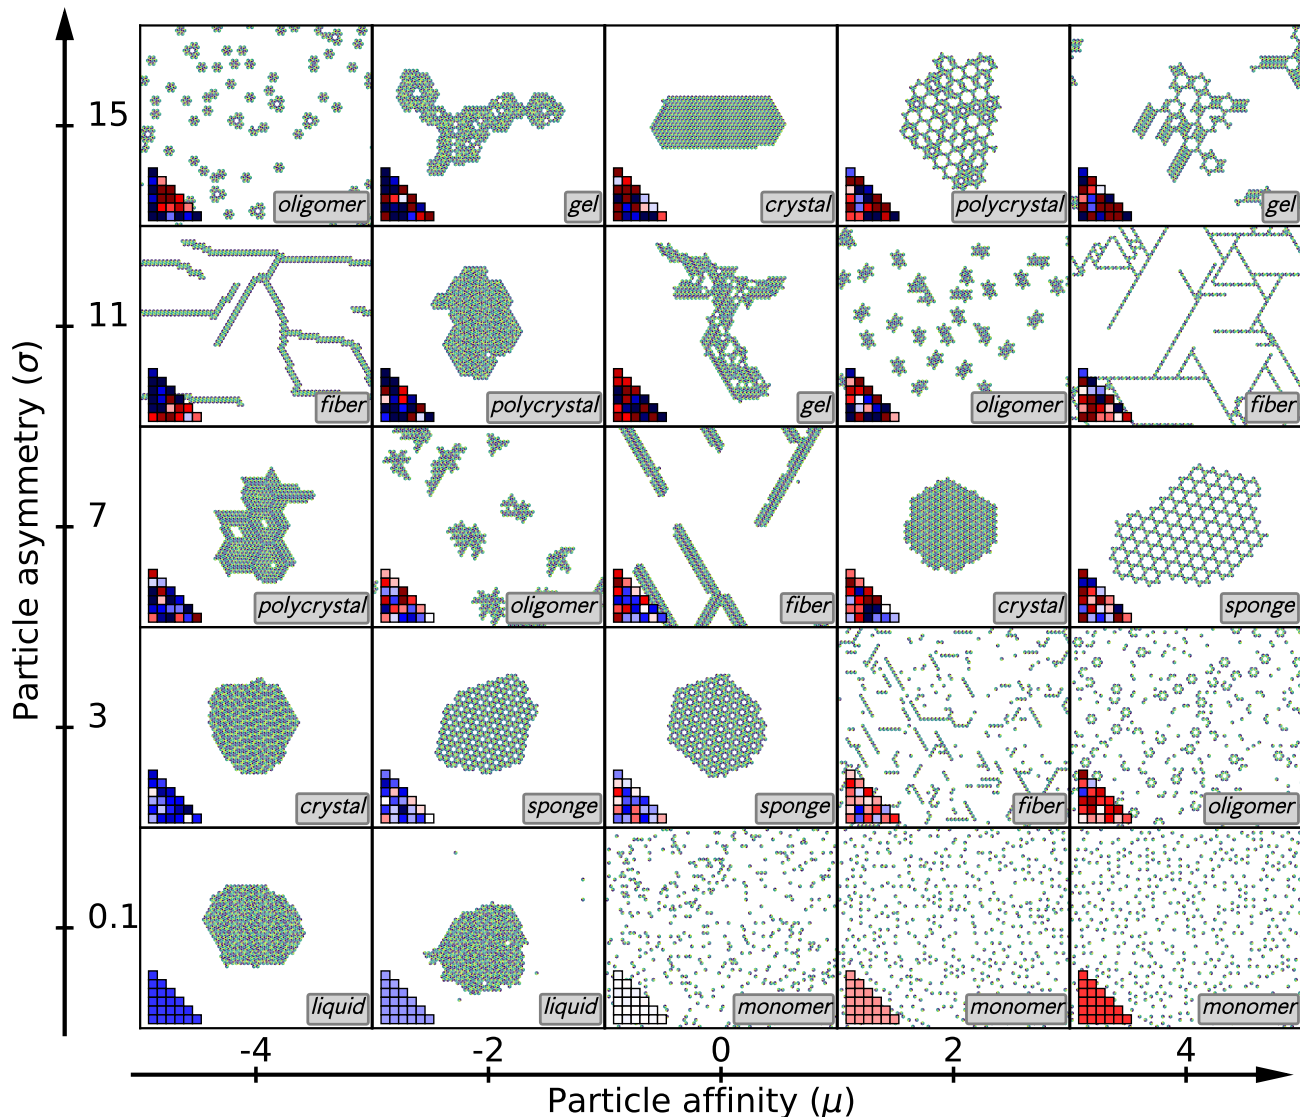 Particle asymmetry (σ)
15
oligomer
gel
crystal
polycrystal
gel
11
fiber
polycrystal
gel
oligomer
fiber
7
polycrystal
oligomer
fiber
crystal
sponge
3
crystal
sponge
sponge
fiber
oligomer
0.1
liquid
liquid
monomer
monomer
monomer
-4
-2
0
2
4
Particle affinity (μ)